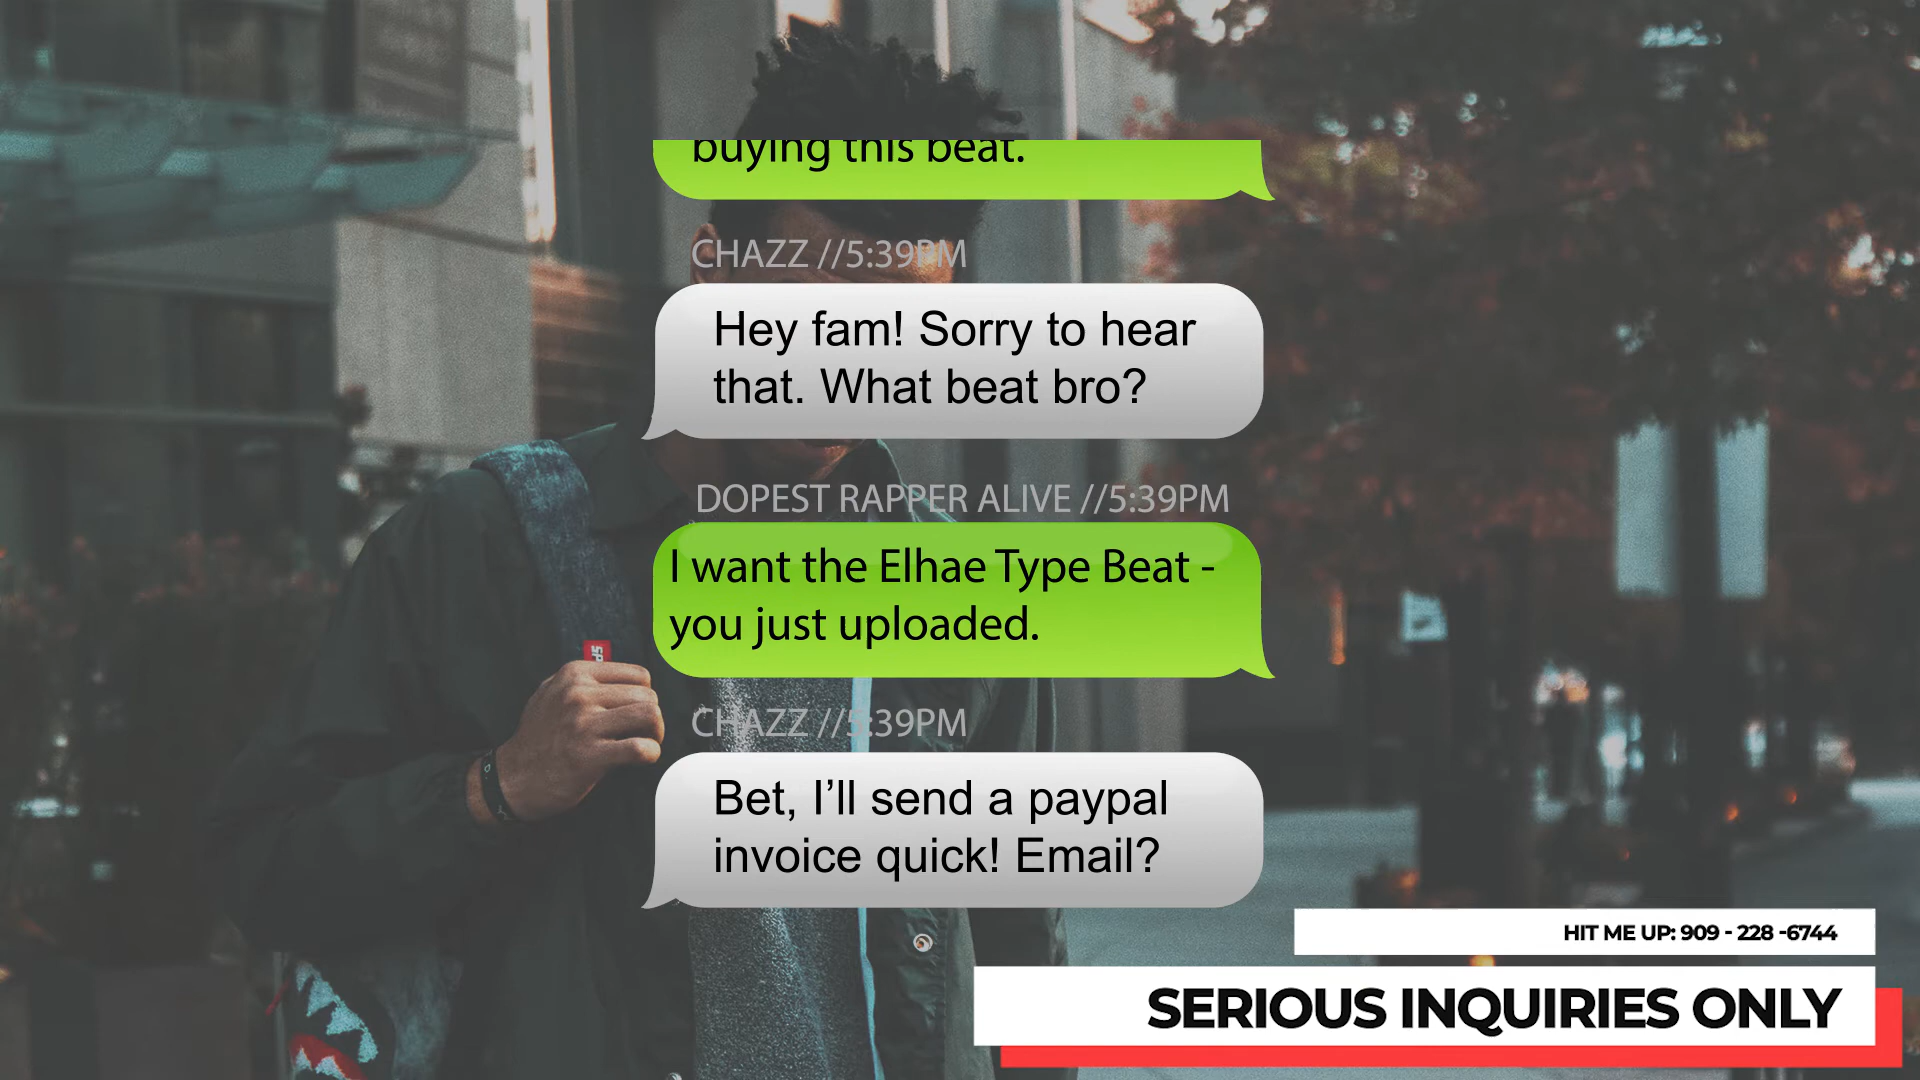 buying this beat.
CHAZZ //5:39PM
Hey fam! Sorry to hear
that. What beat bro?
DOPEST RAPPER ALIVE //5:39PM
I want the Elhae Type Beat -
you just uploaded.
CHAZZ //5:39PM
Bet, I’ll send a paypal
invoice quick! Email?
HIT ME UP: 909 - 228 -6744
SERIOUS INQUIRIES ONLY